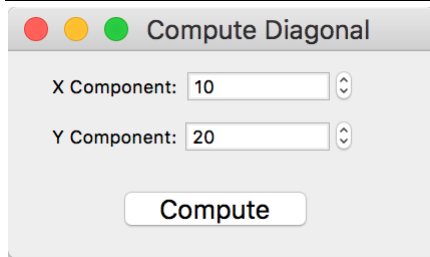 Compute Diagonal
X Component: 10
Y Component: 20
Compute